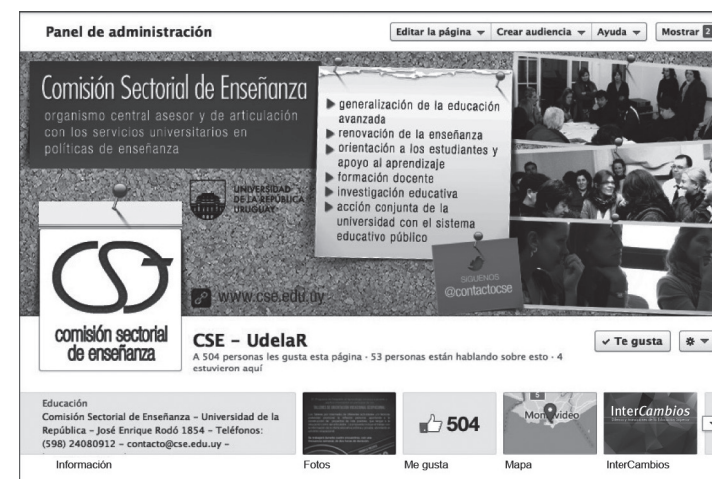 Panel de administración
Editar la página
Crear audiencia
Ayuda
Mostrar 2
Comisión Sectorial de Enseñanza
organismo central asesor y de articulación
con los servicios universitarios en
políticas de enseñanza
generalización de la educación
avanzada
renovación de la enseñanza
orientación a los estudiantes y
apoyo al aprendizaje
formación docente
investigación educativa
acción conjunta de la
universidad con el sistema
educativo público
UNIVERSIDAD
DE LA REPÚBLICA
URUGUAY
www.cse.edu.uy
SIGUENOS
@contactocse
cse
comisión sectorial
de enseñanza
CSE – UdelaR
A 504 personas les gusta esta página · 53 personas están hablando sobre esto · 4
estuvieron aquí
Te gusta
Educación
Comisión Sectorial de Enseñanza – Universidad de la
República – José Enrique Rodó 1854 – Teléfonos:
(598) 24080912 – contacto@cse.edu.uy –
504
5
Montevideo
InterCambios
Información
Fotos
Me gusta
Mapa
InterCambios